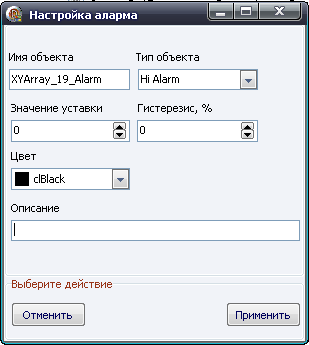 Настройка аларма
Имя объекта Тип объекта
XYArray_19_Alarm Hi Alarm
Значение уставки Гистерезис, %
0 0
Цвет
clBlack
Описание
Выберите действие
Отменить Применить